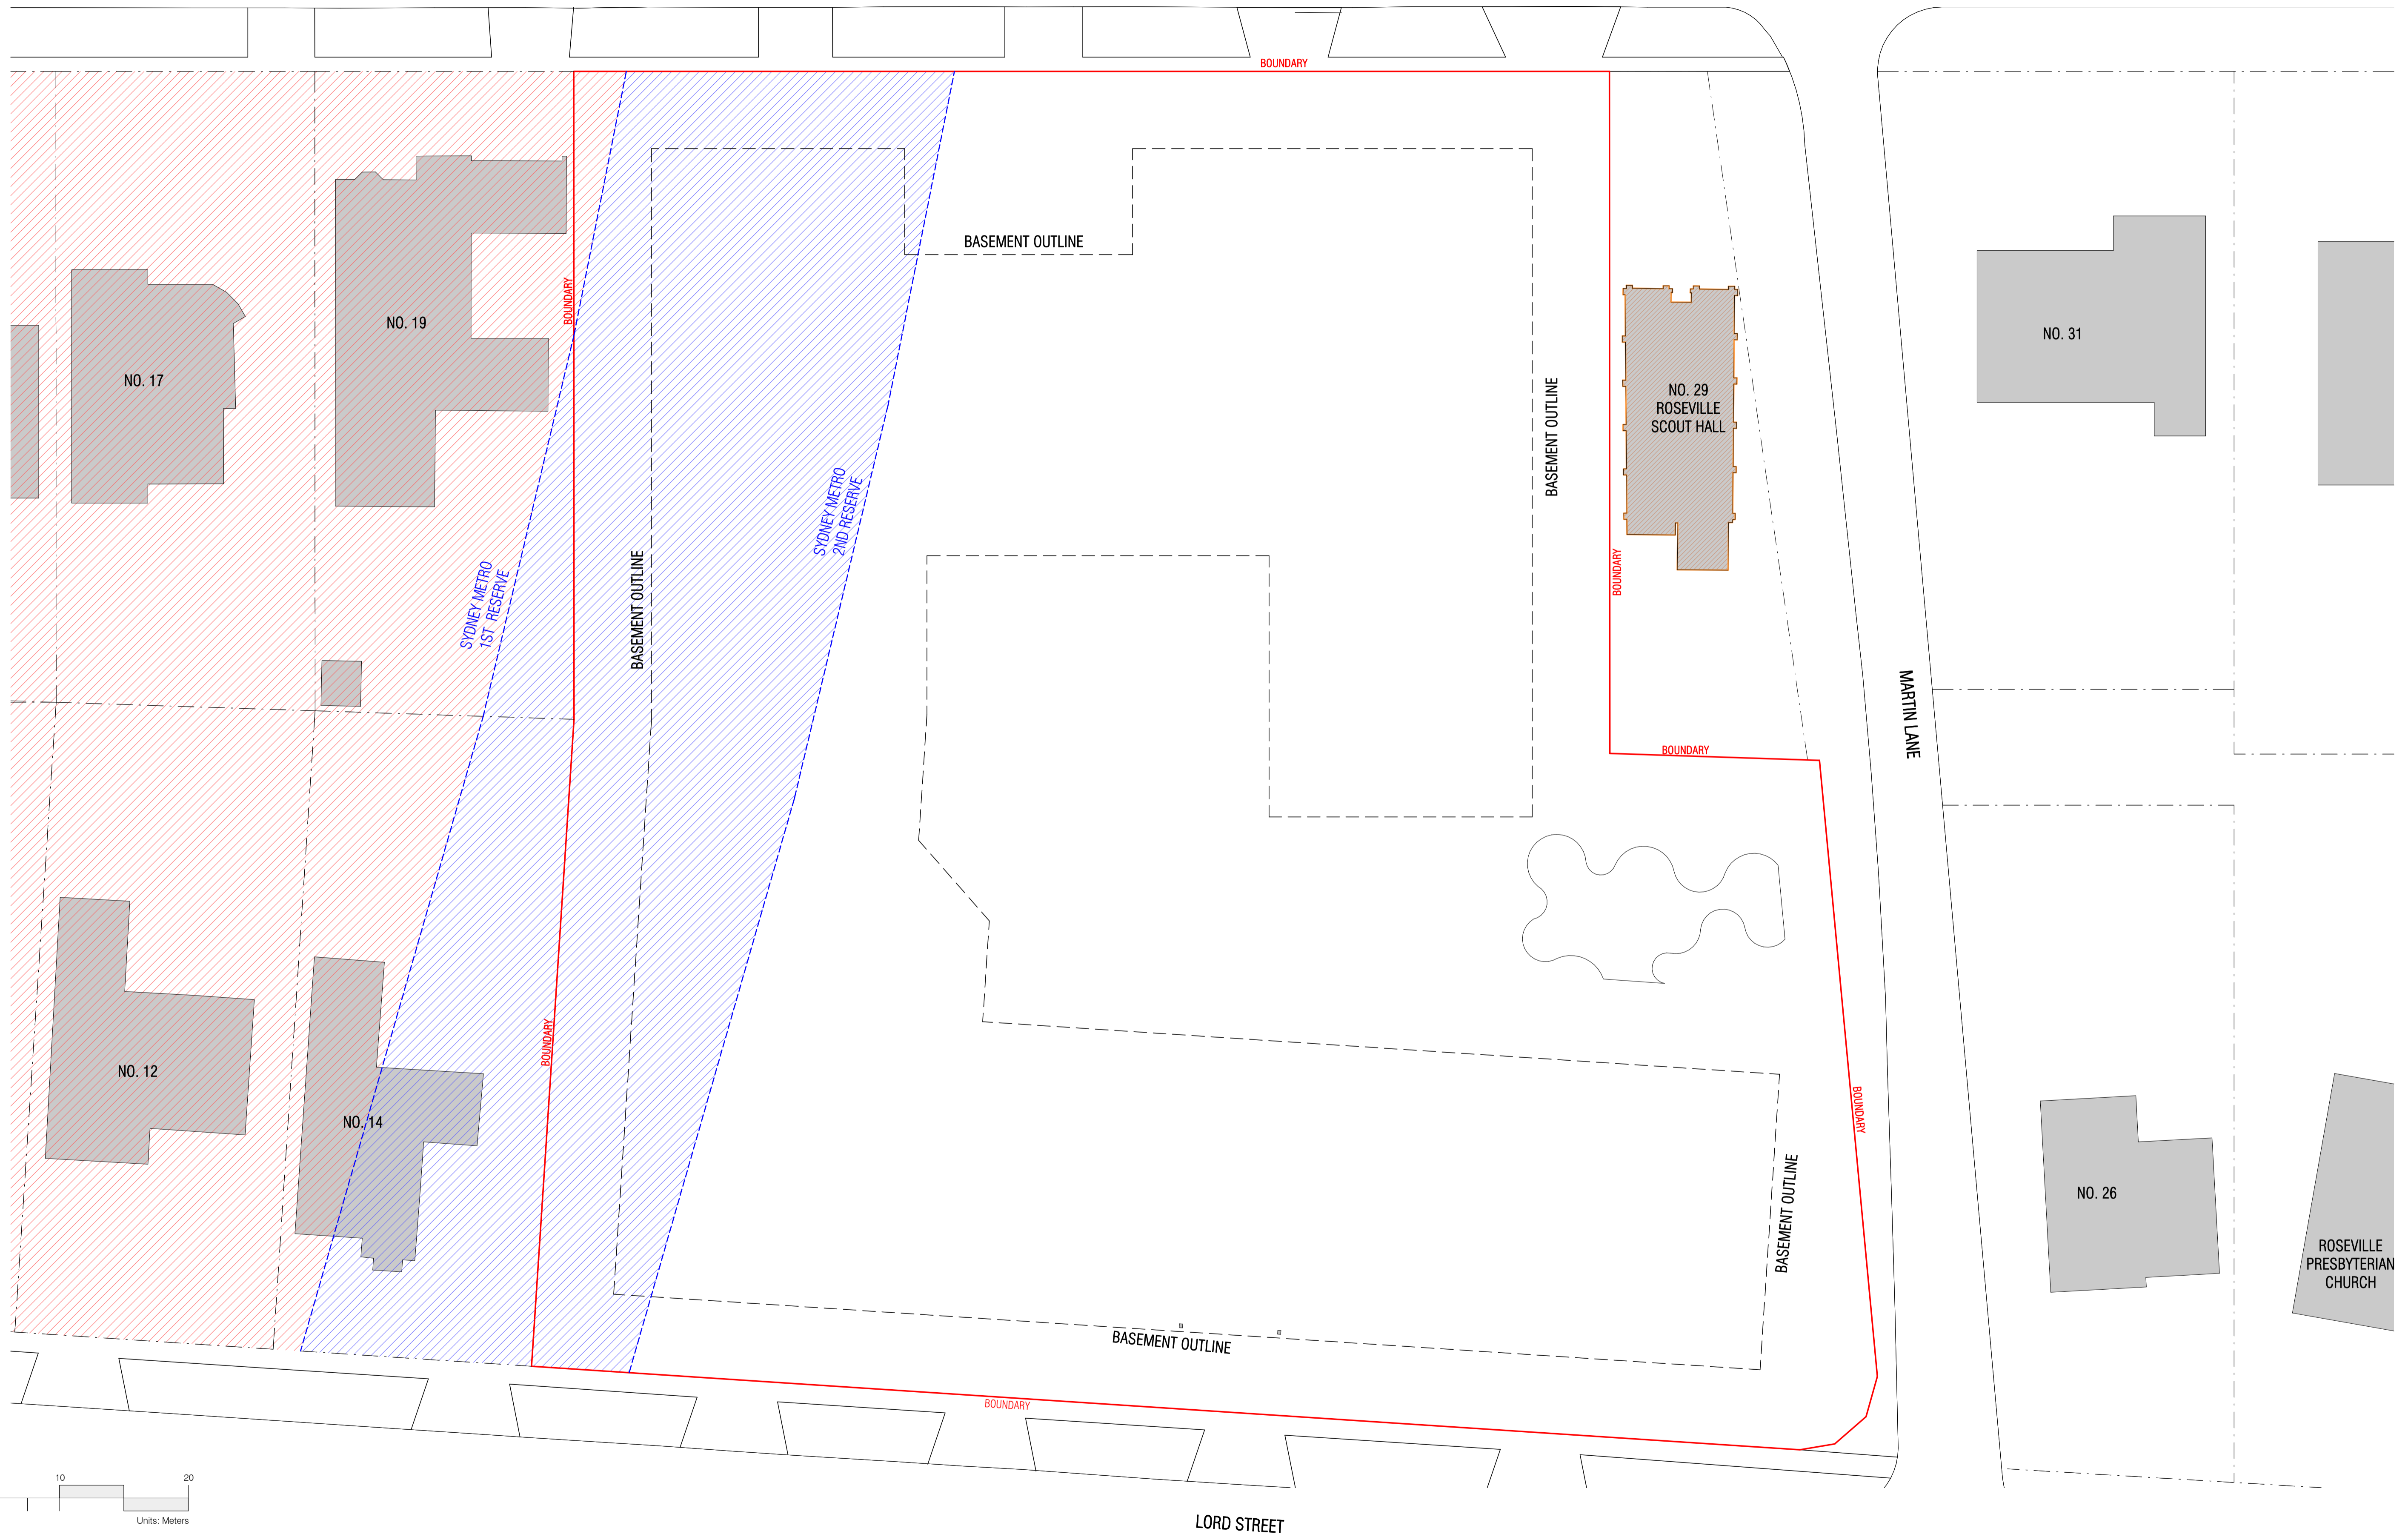 BOUNDARY
BASEMENT OUTLINE
BOUNDARY
NO. 19
NO. 17
NO. 31
NO. 29
ROSEVILLE
SCOUT HALL
BASEMENT OUTLINE
SYDNEY METRO
2ND RESERVE
SYDNEY METRO
1ST RESERVE
BASEMENT OUTLINE
BOUNDARY
MARTIN LANE
BOUNDARY
BOUNDARY
NO. 12
NO. 14
BOUNDARY
BASEMENT OUTLINE
NO. 26
ROSEVILLE
PRESBYTERIAN
CHURCH
BASEMENT OUTLINE
BOUNDARY
10 20
Units: Meters
LORD STREET